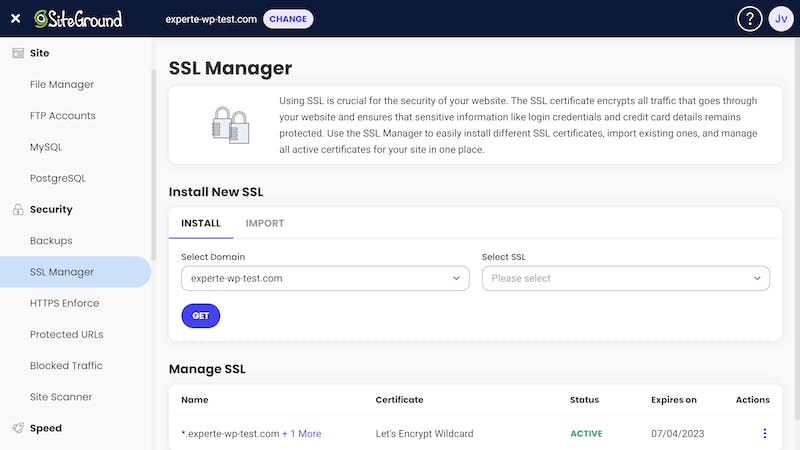 SiteGround
experte-wp-test.com CHANGE
? Jv
Site
File Manager
FTP Accounts
MySQL
PostgreSQL
Security
Backups
SSL Manager
HTTPS Enforce
Protected URLs
Blocked Traffic
Site Scanner
Speed
SSL Manager
Using SSL is crucial for the security of your website. The SSL certificate encrypts all traffic that goes through
your website and ensures that sensitive information like login credentials and credit card details remains
protected. Use the SSL Manager to easily install different SSL certificates, import existing ones, and manage
all active certificates for your site in one place.
Install New SSL
INSTALL IMPORT
Select Domain Select SSL
experte-wp-test.com Please select
GET
Manage SSL
Name Certificate Status Expires on Actions
*.experte-wp-test.com + 1 More Let's Encrypt Wildcard ACTIVE 07/04/2023